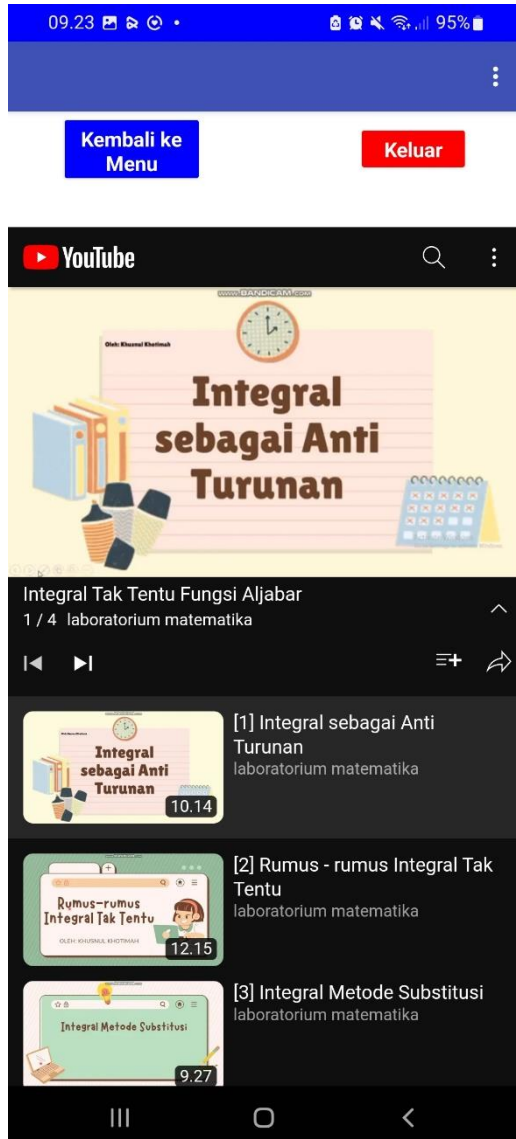 09.23 95%
Kembali ke
Menu
Keluar
YouTube
www.BANDICAM.com
Oleh: Khusnul Khotimah
Integral
sebagai Anti
Turunan
Integral Tak Tentu Fungsi Aljabar
1 / 4 laboratorium matematika
Integral
sebagai Anti
Turunan
10.14
[1] Integral sebagai Anti
Turunan
laboratorium matematika
Rumus-rumus
Integral Tak Tentu
OLEH: KHUSNUL KHOTIMAH
12.15
[2] Rumus - rumus Integral Tak
Tentu
laboratorium matematika
Integral Metode Substitusi
9.27
[3] Integral Metode Substitusi
laboratorium matematika